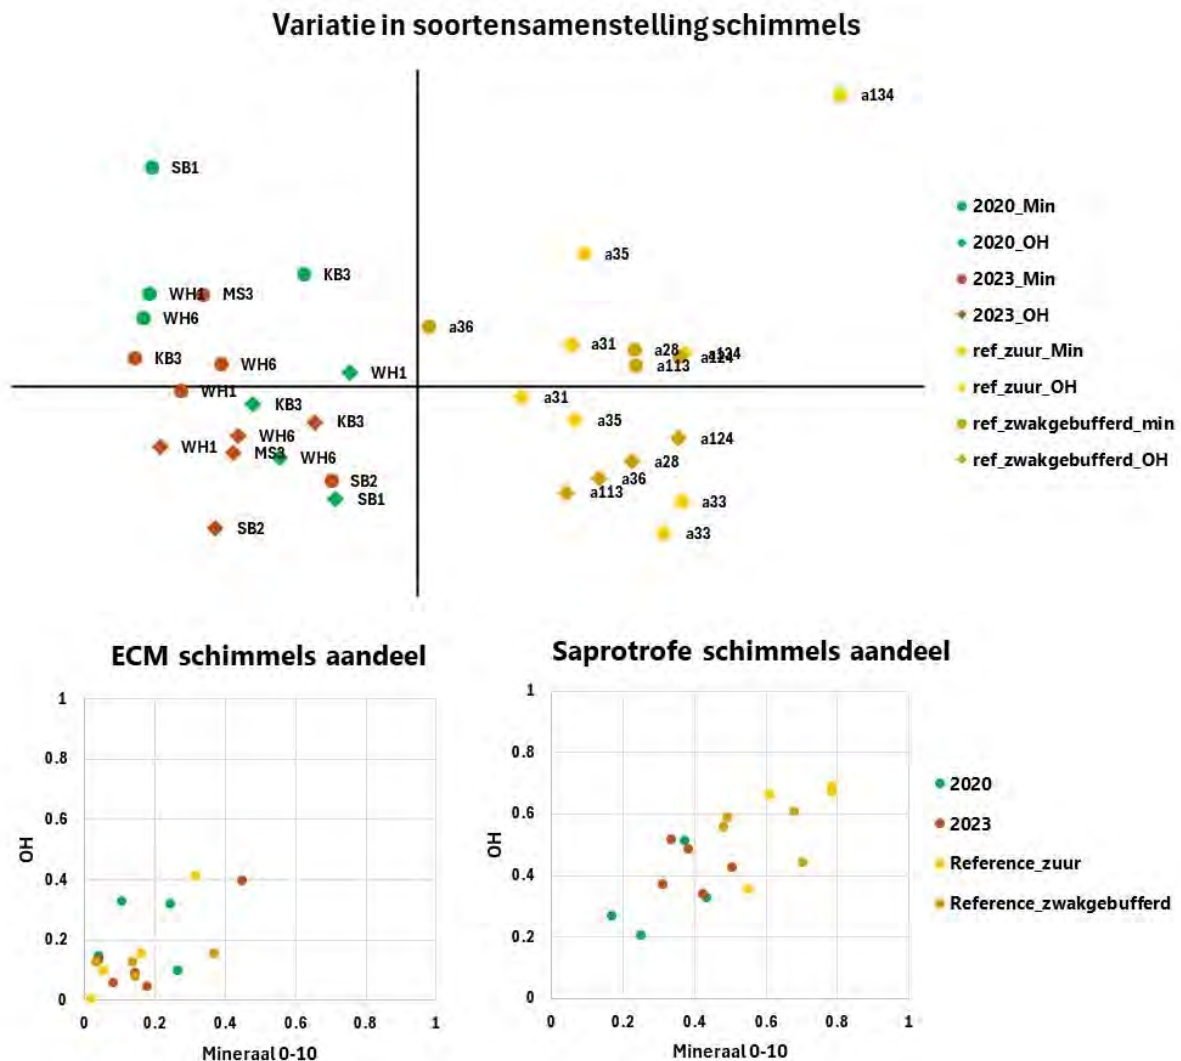 Variatie in soortensamenstelling schimmels
a134
SB1
2020_Min
2020_OH
a35
KB3
2023_Min
WH1
MS3
2023_OH
WH6
a36
ref_zuur_Min
a31
a28
a134
a124
KB3
WH6
a113
WH1
ref_zuur_OH
WH1
a31
KB3
a35
ref_zwakgebufferd_min
KB3
WH6
a124
WH1
MS3
WH6
a28
ref_zwakgebufferd_OH
SB2
a36
SB1
a113
a33
SB2
a33
ECM schimmels aandeel
1
0.8
0.6
0.4
0.2
0
OH
0 0.2 0.4 0.6 0.8 1
Mineraal 0-10
Saprotrofe schimmels aandeel
1
0.8
0.6
0.4
0.2
0
OH
0 0.2 0.4 0.6 0.8 1
Mineraal 0-10
2020
2023
Reference_zuur
Reference_zwakgebufferd